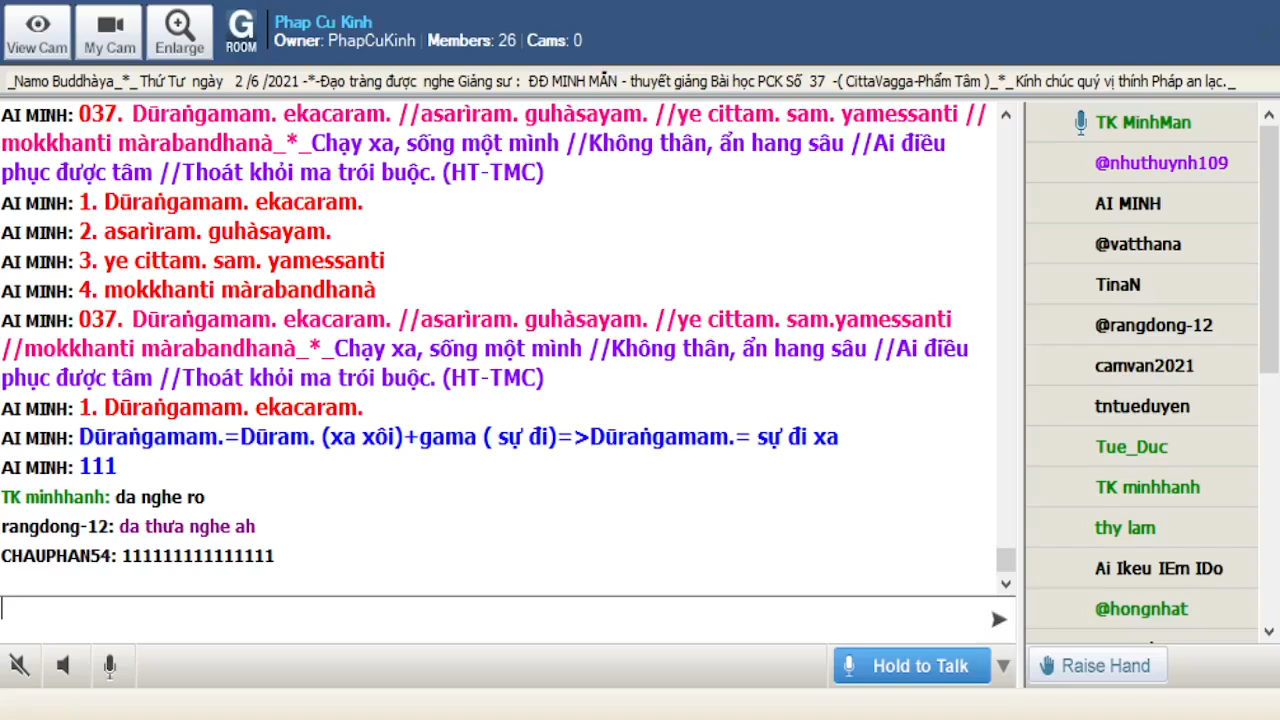 View Cam
My Cam
Enlarge
G
ROOM
Phap Cu Kinh
Owner: PhapCuKinh | Members: 26 | Cams: 0
_Namo Buddhàya_*_ Thứ Tư ngày 2 /6 /2021 -*-Đạo tràng được nghe Giảng sư : ĐĐ MINH MẪN - thuyết giảng Bài học PCK Số 37 -( CittaVagga-Phẩm Tâm )_*_Kính chúc quý vị thính Pháp an lạc._
AI MINH: 037. Dūraṅgamam. ekacaram. //asarìram. guhàsayam. //ye cittam. sam. yamessanti //
mokkhanti màrabandhanà_*_Chạy xa, sống một mình //Không thân, ẩn hang sâu //Ai điều
phục được tâm //Thoát khỏi ma trói buộc. (HT-TMC)
AI MINH: 1. Dūraṅgamam. ekacaram.
AI MINH: 2. asarìram. guhàsayam.
AI MINH: 3. ye cittam. sam. yamessanti
AI MINH: 4. mokkhanti màrabandhanà
AI MINH: 037. Dūraṅgamam. ekacaram. //asarìram. guhàsayam. //ye cittam. sam.yamessanti
//mokkhanti màrabandhanà_*_Chạy xa, sống một mình //Không thân, ẩn hang sâu //Ai điều
phục được tâm //Thoát khỏi ma trói buộc. (HT-TMC)
AI MINH: 1. Dūraṅgamam. ekacaram.
AI MINH: Dūraṅgamam.=Dūram. (xa xôi)+gama ( sự đi)=>Dūraṅgamam.= sự đi xa
AI MINH: 111
TK minhhanh: da nghe ro
rangdong-12: da thưa nghe ah
CHAUPHAN54: 111111111111111
TK MinhMan
@nhuthuynh109
AI MINH
@vatthana
TinaN
@rangdong-12
camvan2021
tntueduyen
Tue_Duc
TK minhhanh
thy lam
Ai Ikeu IEm IDo
@hongnhat
Hold to Talk
Raise Hand